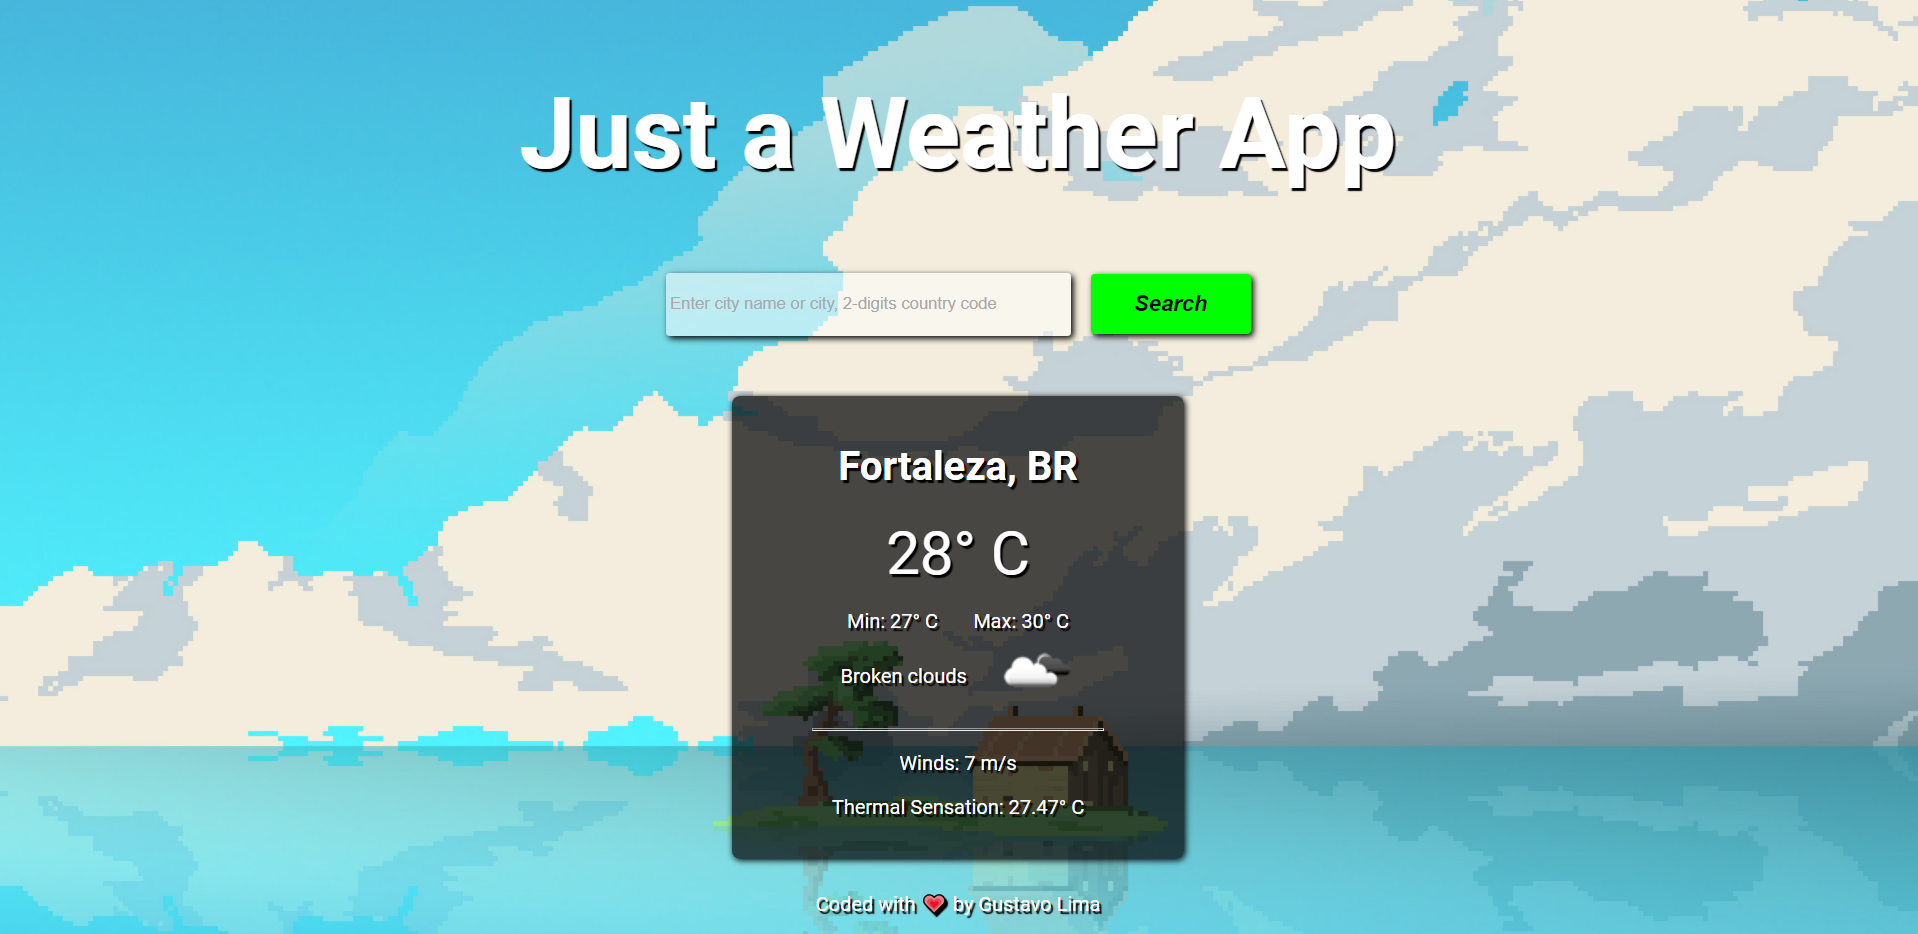 Just a Weather App
Enter city name or city, 2-digits country code
Search
Fortaleza, BR
28° C
Min: 27° C Max: 30° C
Broken clouds
Winds: 7 m/s
Thermal Sensation: 27.47° C
Coded with ❤️ by Gustavo Lima